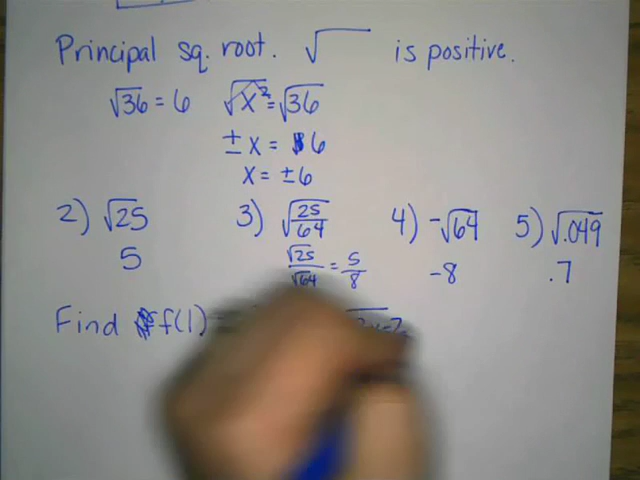 Principal sq. root. √ is positive.
√36 = 6 √x² = √36
± x = 6
x = ±6
2) √25 3) √25/64 4) -√64 5) √.049
5 √25/√64 = 5/8 -8 .7
Find f(1)